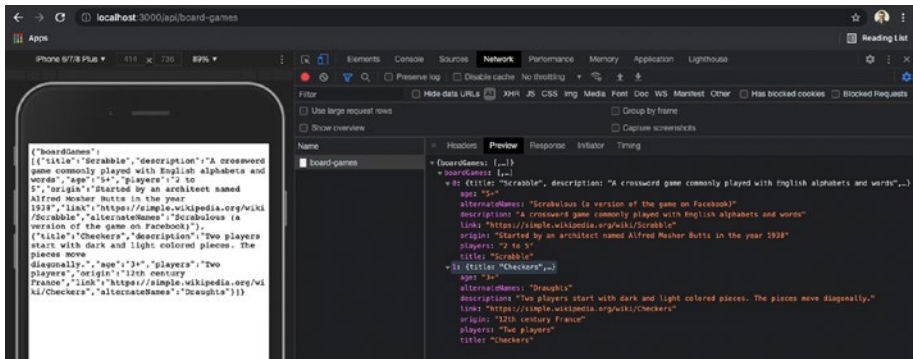 localhost:3000/api/board-games
Apps
Reading List
iPhone 6/7/8 Plus ▾ 414 x 736 89% ▾
Elements Console Sources Network Performance Memory Application Lighthouse
Preserve log Disable cache No throttling
Filter Hide data URLs All XHR JS CSS Img Media Font Doc WS Manifest Other Has blocked cookies Blocked Requests
Use large request rows Group by frame
Show overview Capture screenshots
Name
board-games
× Headers Preview Response Initiator Timing
{"boardGames":
[{"title":"Scrabble","description":"A crossword
game commonly played with English alphabets and
words","age":"5+","players":"2 to
5","origin":"Started by an architect named
Alfred Mosher Butts in the year
1938","link":"https://simple.wikipedia.org/wiki
/Scrabble","alternateNames":"Scrabulous (a
version of the game on Facebook)"},
{"title":"Checkers","description":"Two players
start with dark and light colored pieces. The
pieces move
diagonally.","age":"3+","players":"Two
players","origin":"12th century
France","link":"https://simple.wikipedia.org/wi
ki/Checkers","alternateNames":"Draughts"}]}
▾ {boardGames: [,…]}
▾ boardGames: [,…]
▾ 0: {title: "Scrabble", description: "A crossword game commonly played with English alphabets and words",…}
age: "5+"
alternateNames: "Scrabulous (a version of the game on Facebook)"
description: "A crossword game commonly played with English alphabets and words"
link: "https://simple.wikipedia.org/wiki/Scrabble"
origin: "Started by an architect named Alfred Mosher Butts in the year 1938"
players: "2 to 5"
title: "Scrabble"
▾ 1: {title: "Checkers",…}
age: "3+"
alternateNames: "Draughts"
description: "Two players start with dark and light colored pieces. The pieces move diagonally."
link: "https://simple.wikipedia.org/wiki/Checkers"
origin: "12th century France"
players: "Two players"
title: "Checkers"